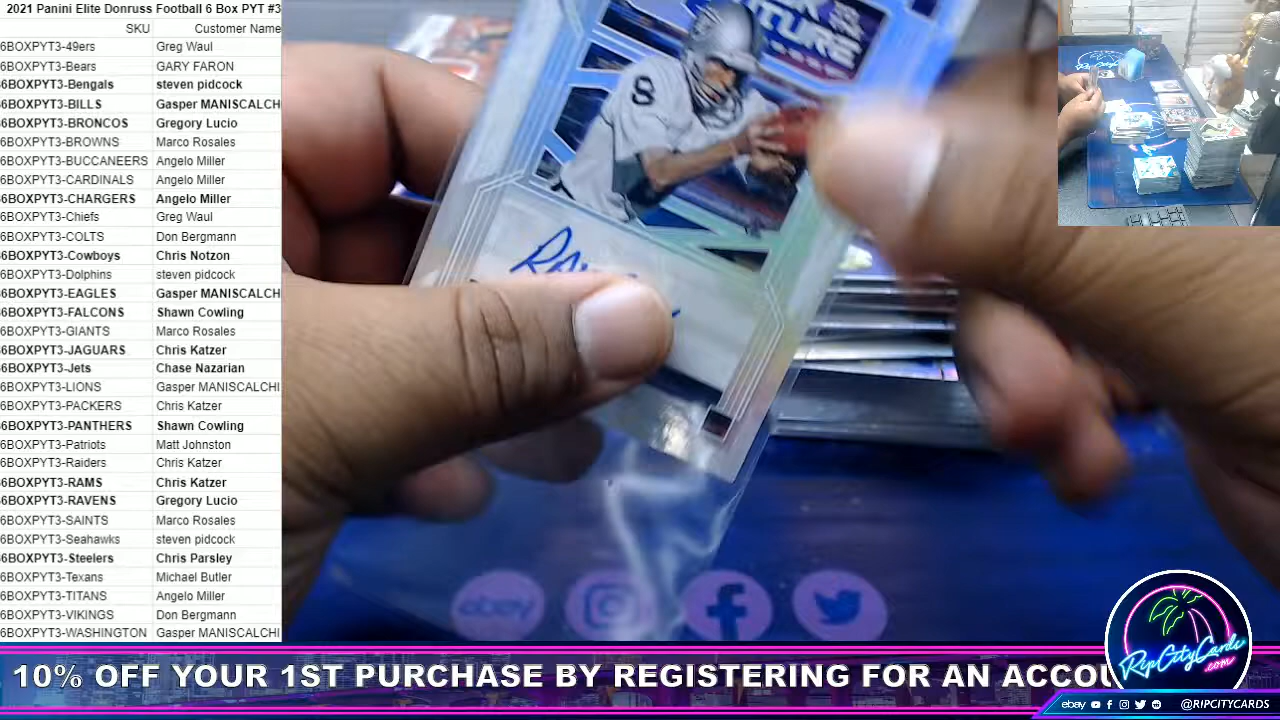 2021 Panini Elite Donruss Football 6 Box PYT #3
SKU Customer Name
6BOXPYT3-49ers Greg Waul
6BOXPYT3-Bears GARY FARON
6BOXPYT3-Bengals steven pidcock
6BOXPYT3-BILLS Gasper MANISCALCH
6BOXPYT3-BRONCOS Gregory Lucio
6BOXPYT3-BROWNS Marco Rosales
6BOXPYT3-BUCCANEERS Angelo Miller
6BOXPYT3-CARDINALS Angelo Miller
6BOXPYT3-CHARGERS Angelo Miller
6BOXPYT3-Chiefs Greg Waul
6BOXPYT3-COLTS Don Bergmann
6BOXPYT3-Cowboys Chris Notzon
6BOXPYT3-Dolphins steven pidcock
6BOXPYT3-EAGLES Gasper MANISCALCH
6BOXPYT3-FALCONS Shawn Cowling
6BOXPYT3-GIANTS Marco Rosales
6BOXPYT3-JAGUARS Chris Katzer
6BOXPYT3-Jets Chase Nazarian
6BOXPYT3-LIONS Gasper MANISCALCHI
6BOXPYT3-PACKERS Chris Katzer
6BOXPYT3-PANTHERS Shawn Cowling
6BOXPYT3-Patriots Matt Johnston
6BOXPYT3-Raiders Chris Katzer
6BOXPYT3-RAMS Chris Katzer
6BOXPYT3-RAVENS Gregory Lucio
6BOXPYT3-SAINTS Marco Rosales
6BOXPYT3-Seahawks steven pidcock
6BOXPYT3-Steelers Chris Parsley
6BOXPYT3-Texans Michael Butler
6BOXPYT3-TITANS Angelo Miller
6BOXPYT3-VIKINGS Don Bergmann
6BOXPYT3-WASHINGTON Gasper MANISCALCHI
8
ebay
0% OFF YOUR 1ST PURCHASE BY REGISTERING FOR AN ACCOU
RipCityCards
.com
ebay @RIPCITYCARDS